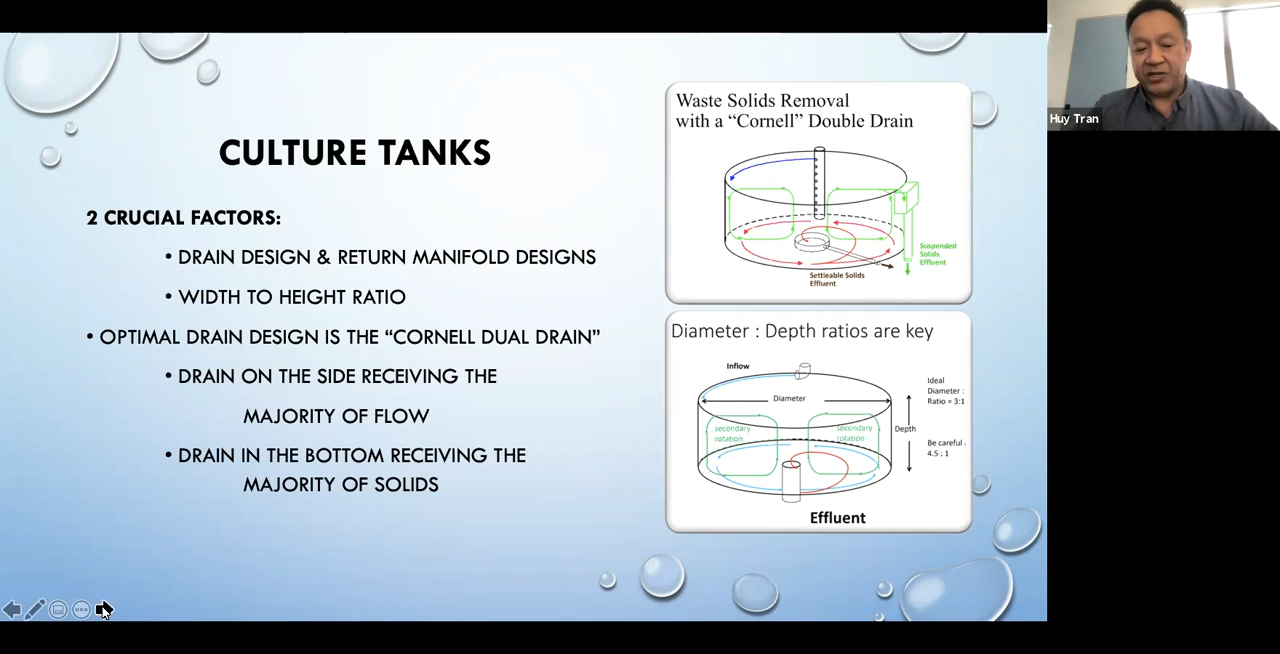 CULTURE TANKS
2 CRUCIAL FACTORS:
• DRAIN DESIGN & RETURN MANIFOLD DESIGNS
• WIDTH TO HEIGHT RATIO
• OPTIMAL DRAIN DESIGN IS THE “CORNELL DUAL DRAIN”
• DRAIN ON THE SIDE RECEIVING THE
MAJORITY OF FLOW
• DRAIN IN THE BOTTOM RECEIVING THE
MAJORITY OF SOLIDS
Waste Solids Removal
with a “Cornell” Double Drain
Suspended
Solids
Effluent
Settleable Solids
Effluent
Diameter : Depth ratios are key
Inflow
Diameter
secondary
rotation
secondary
rotation
Depth
Ideal
Diameter :
Ratio = 3:1
Be careful
4.5 : 1
Effluent
Huy Tran